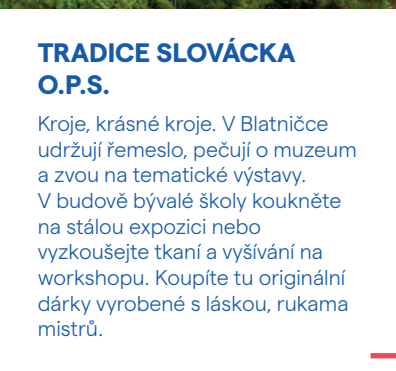 TRADICE SLOVÁCKA
O.P.S.
Kroje, krásné kroje. V Blatničce
udržují řemeslo, pečují o muzeum
a zvou na tematické výstavy.
V budově bývalé školy koukněte
na stálou expozici nebo
vyzkoušejte tkaní a vyšívání na
workshopu. Koupíte tu originální
dárky vyrobené s láskou, rukama
mistrů.